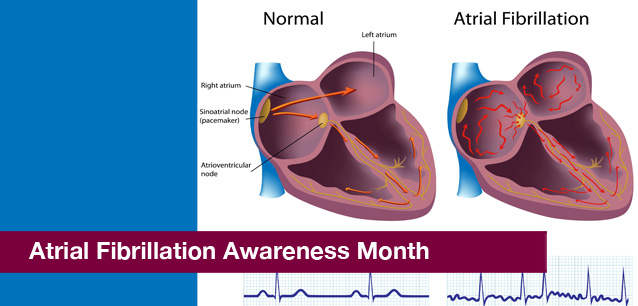 Normal
Atrial Fibrillation
Left atrium
Right atrium
Sinoatrial node
(pacemaker)
Atrioventricular
node
Atrial Fibrillation Awareness Month